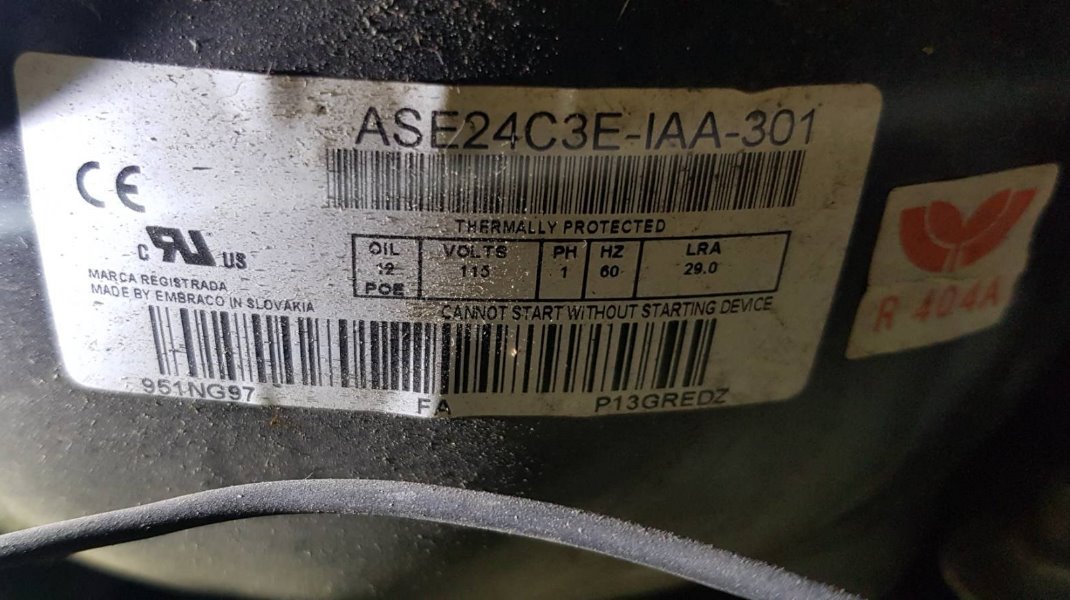 ASE24C3E-IAA-301
CE
THERMALLY PROTECTED
OIL VOLTS PH HZ LRA
12 115 1 60 29.0
POE
C RU US
MARCA REGISTRADA
MADE BY EMBRACO IN SLOVAKIA
CANNOT START WITHOUT STARTING DEVICE
951NG97 FA P13GREDZ
R 404A